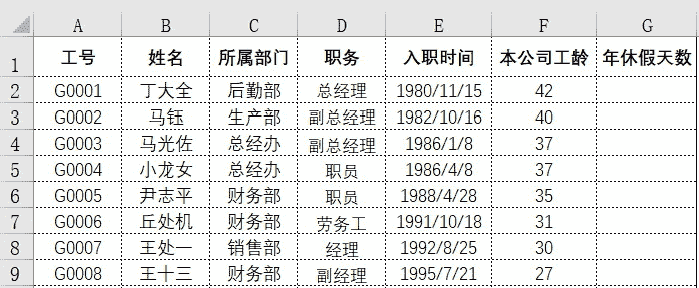 A B C D E F G
1 工号 姓名 所属部门 职务 入职时间 本公司工龄 年休假天数
2 G0001 丁大全 后勤部 总经理 1980/11/15 42
3 G0002 马钰 生产部 副总经理 1982/10/16 40
4 G0003 马光佐 总经办 副总经理 1986/1/8 37
5 G0004 小龙女 总经办 职员 1986/4/8 37
6 G0005 尹志平 财务部 职员 1988/4/28 35
7 G0006 丘处机 财务部 劳务工 1991/10/18 31
8 G0007 王处一 销售部 经理 1992/8/25 30
9 G0008 王十三 财务部 副经理 1995/7/21 27